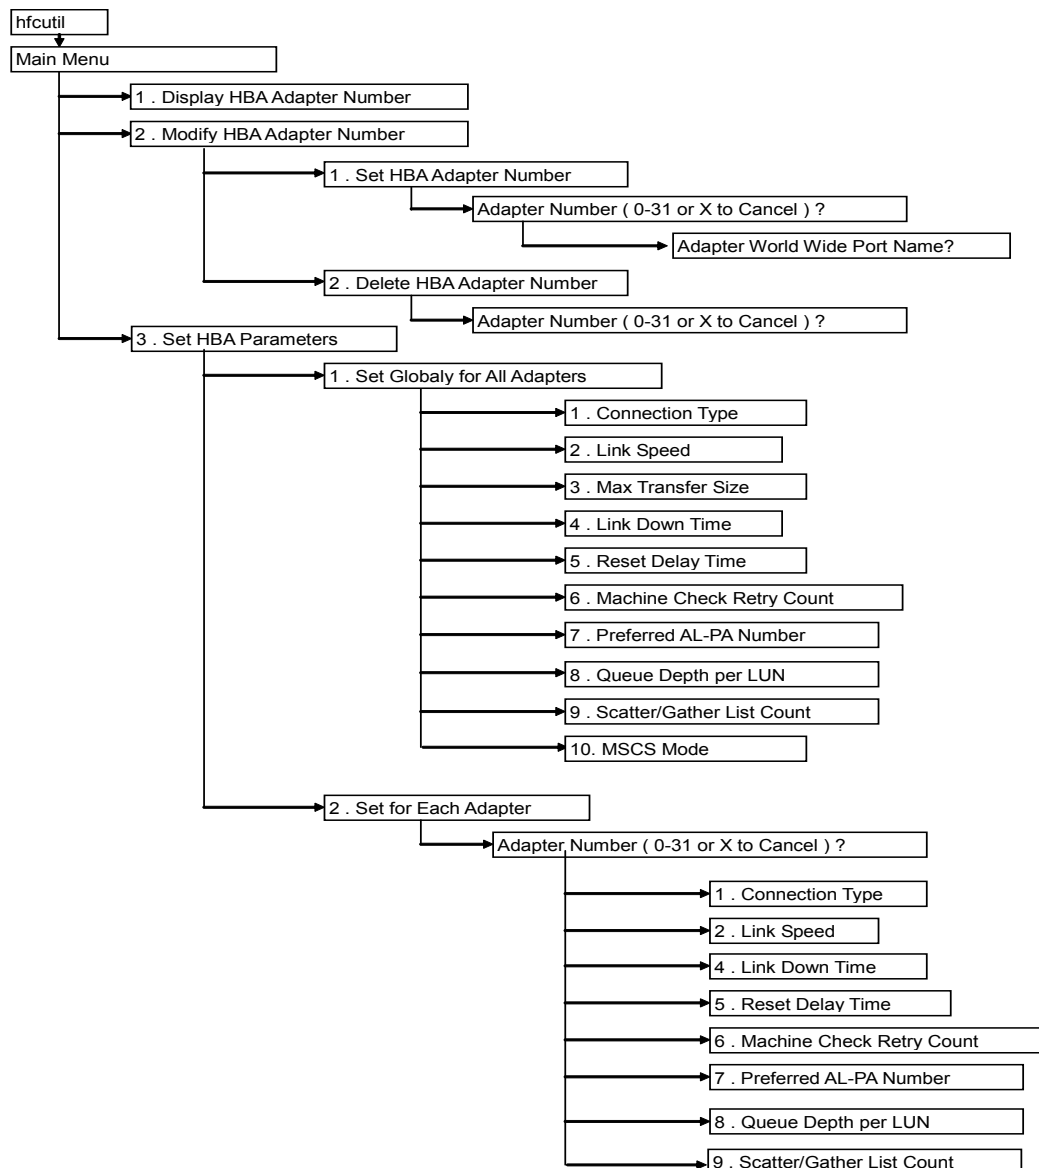 hfcutil
Main Menu
1 . Display HBA Adapter Number
2 . Modify HBA Adapter Number
1 . Set HBA Adapter Number
Adapter Number ( 0-31 or X to Cancel ) ?
Adapter World Wide Port Name?
2 . Delete HBA Adapter Number
Adapter Number ( 0-31 or X to Cancel ) ?
3 . Set HBA Parameters
1 . Set Globaly for All Adapters
1 . Connection Type
2 . Link Speed
3 . Max Transfer Size
4 . Link Down Time
5 . Reset Delay Time
6 . Machine Check Retry Count
7 . Preferred AL-PA Number
8 . Queue Depth per LUN
9 . Scatter/Gather List Count
10. MSCS Mode
2 . Set for Each Adapter
Adapter Number ( 0-31 or X to Cancel ) ?
1 . Connection Type
2 . Link Speed
4 . Link Down Time
5 . Reset Delay Time
6 . Machine Check Retry Count
7 . Preferred AL-PA Number
8 . Queue Depth per LUN
9 . Scatter/Gather List Count